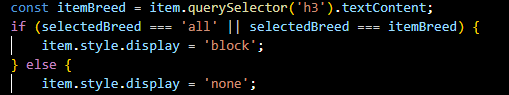 const itemBreed = item.querySelector('h3').textContent;
if (selectedBreed === 'all' || selectedBreed === itemBreed) {
    item.style.display = 'block';
} else {
    item.style.display = 'none';